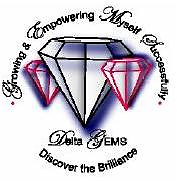 Growing & Empowering Myself Successfully
Delta GEMS
Discover the Brilliance